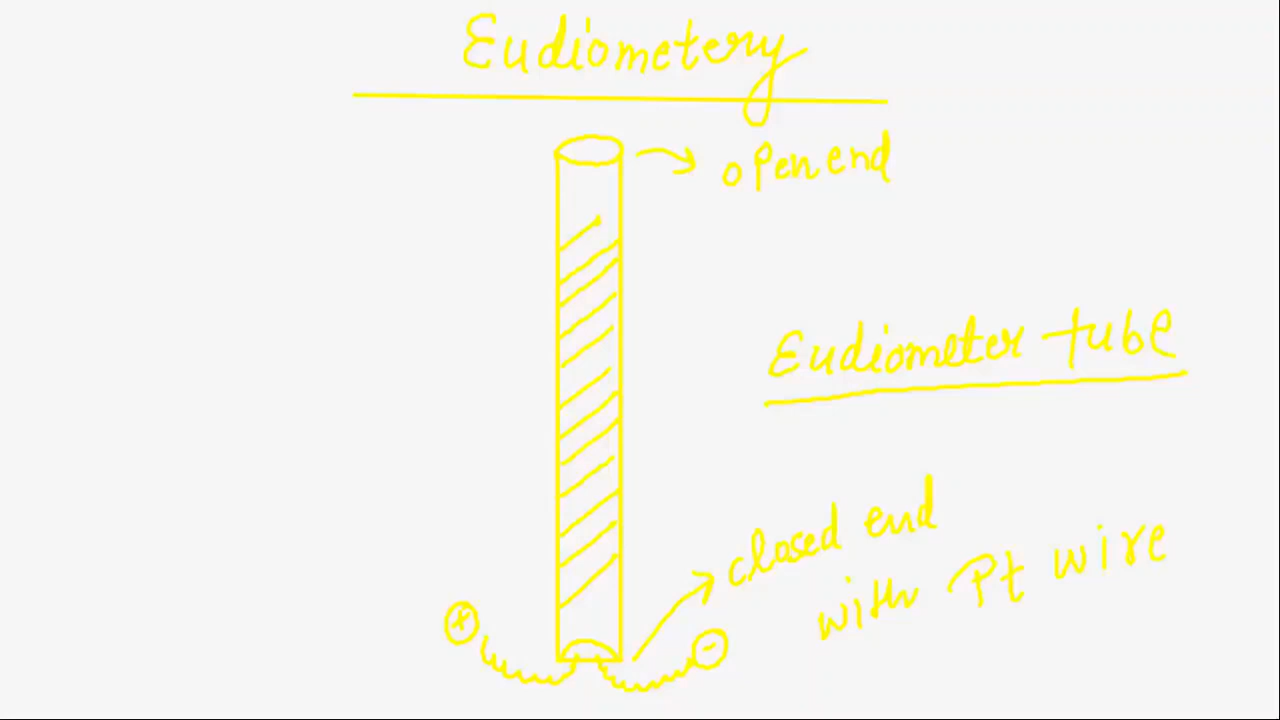 Eudiometery
open end
Eudiometer tube
closed end
with Pt wire
+
-